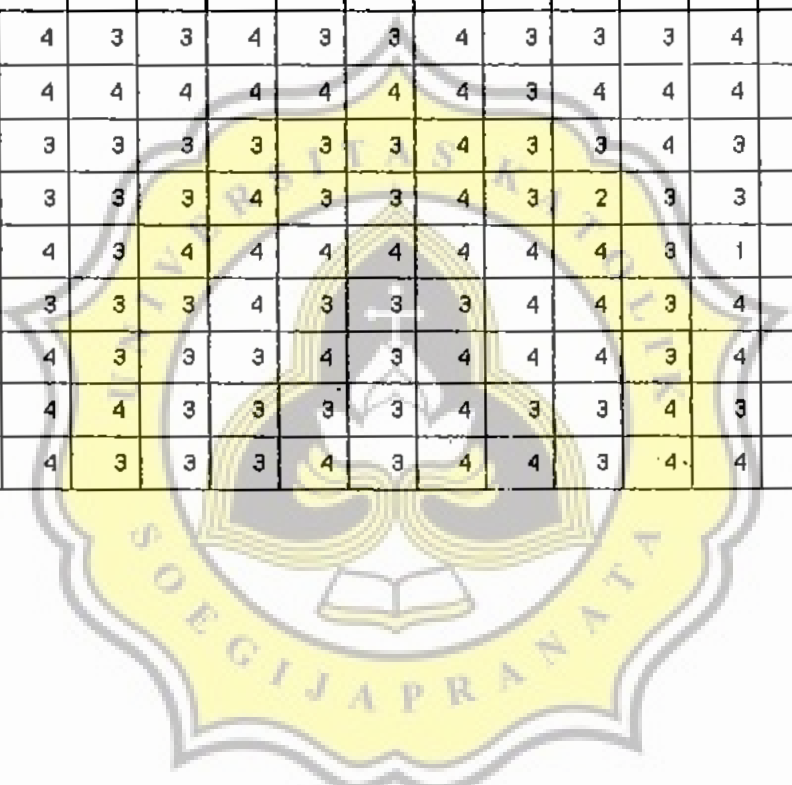 4 3 3 4 3 3 4 3 3 3 4
4 4 4 4 4 4 4 3 4 4 4
3 3 3 3 3 3 4 3 3 4 3
3 3 3 4 3 3 4 3 2 3 3
4 3 4 4 4 4 4 4 4 3 1
3 3 3 4 3 3 3 4 4 3 4
4 3 3 3 4 3 4 4 4 3 4
4 4 3 3 3 3 4 3 3 4 3
4 3 3 3 4 3 4 4 3 4 4
UNIVERSITAS KATOLIK
SOEGIJAPRANATA